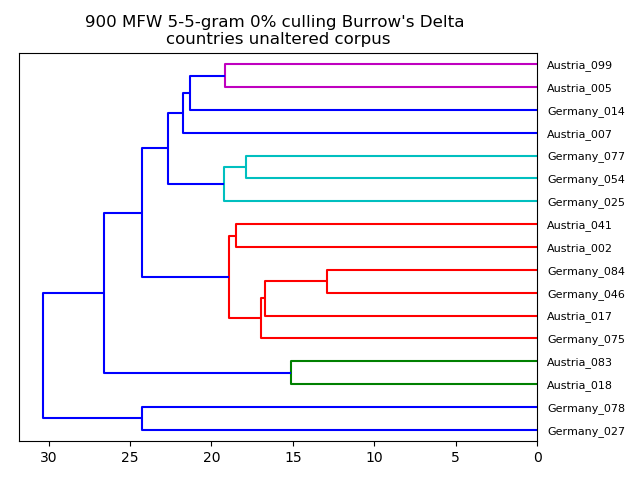 900 MFW 5-5-gram 0% culling Burrow's Delta
countries unaltered corpus
Austria_099
Austria_005
Germany_014
Austria_007
Germany_077
Germany_054
Germany_025
Austria_041
Austria_002
Germany_084
Germany_046
Austria_017
Germany_075
Austria_083
Austria_018
Germany_078
Germany_027
30 25 20 15 10 5 0